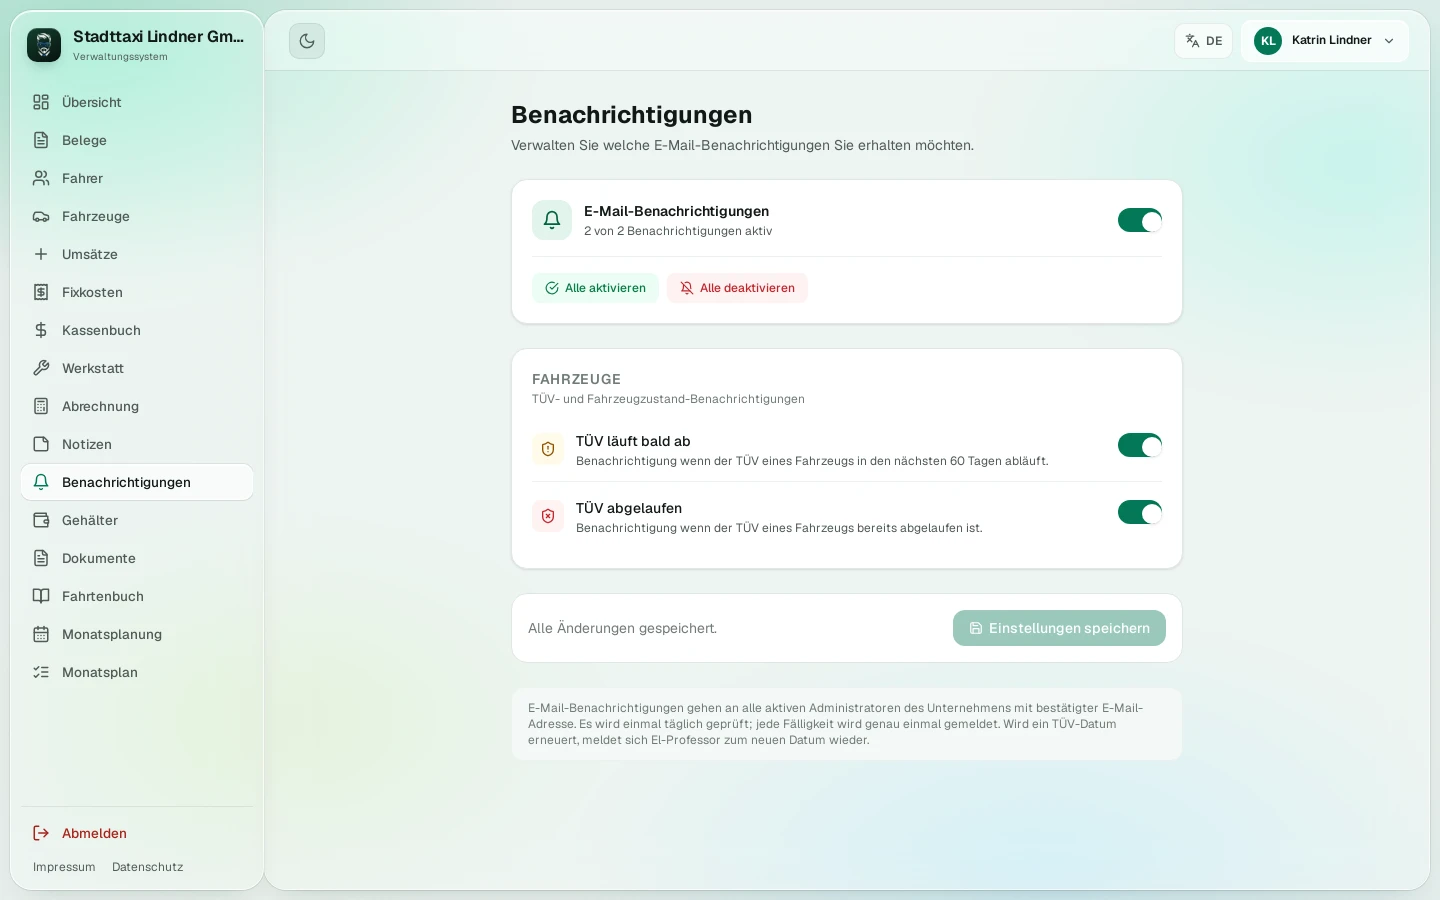 Stadttaxi Lindner Gm...
Verwaltungssystem
Übersicht
Belege
Fahrer
Fahrzeuge
Umsätze
Fixkosten
Kassenbuch
Werkstatt
Abrechnung
Notizen
Benachrichtigungen
Gehälter
Dokumente
Fahrtenbuch
Monatsplanung
Monatsplan
Abmelden
Impressum Datenschutz
DE
KL Katrin Lindner
Benachrichtigungen
Verwalten Sie welche E-Mail-Benachrichtigungen Sie erhalten möchten.
E-Mail-Benachrichtigungen
2 von 2 Benachrichtigungen aktiv
Alle aktivieren Alle deaktivieren
FAHRZEUGE
TÜV- und Fahrzeugzustand-Benachrichtigungen
TÜV läuft bald ab
Benachrichtigung wenn der TÜV eines Fahrzeugs in den nächsten 60 Tagen abläuft.
TÜV abgelaufen
Benachrichtigung wenn der TÜV eines Fahrzeugs bereits abgelaufen ist.
Alle Änderungen gespeichert. Einstellungen speichern
E-Mail-Benachrichtigungen gehen an alle aktiven Administratoren des Unternehmens mit bestätigter E-Mail-
Adresse. Es wird einmal täglich geprüft; jede Fälligkeit wird genau einmal gemeldet. Wird ein TÜV-Datum
erneuert, meldet sich El-Professor zum neuen Datum wieder.